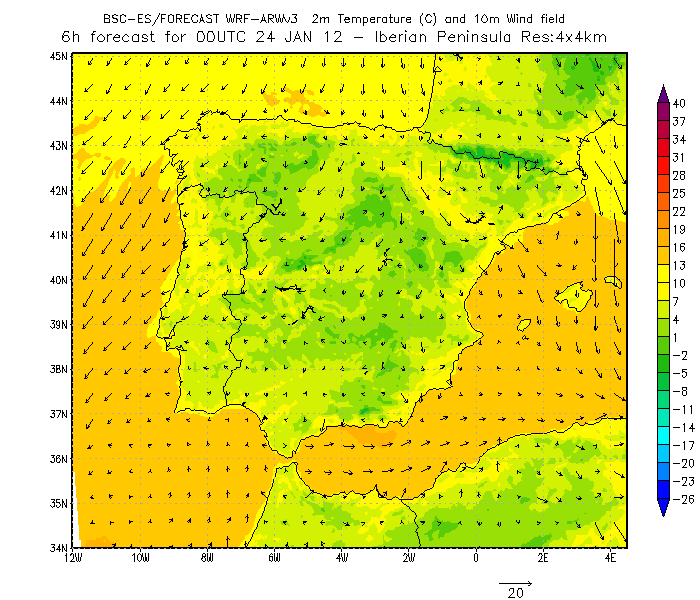 BSC-ES/FORECAST WRF-ARWv3 2m Temperature (C) and 10m Wind field
6h forecast for 00UTC 24 JAN 12 - Iberian Peninsula Res:4x4km
45N
44N
43N
42N
41N
40N
39N
38N
37N
36N
35N
34N
12W 10W 8W 6W 4W 2W 0 2E 4E
40
37
34
31
28
25
22
19
16
13
10
7
4
1
-2
-5
-8
-11
-14
-17
-20
-23
-26
20